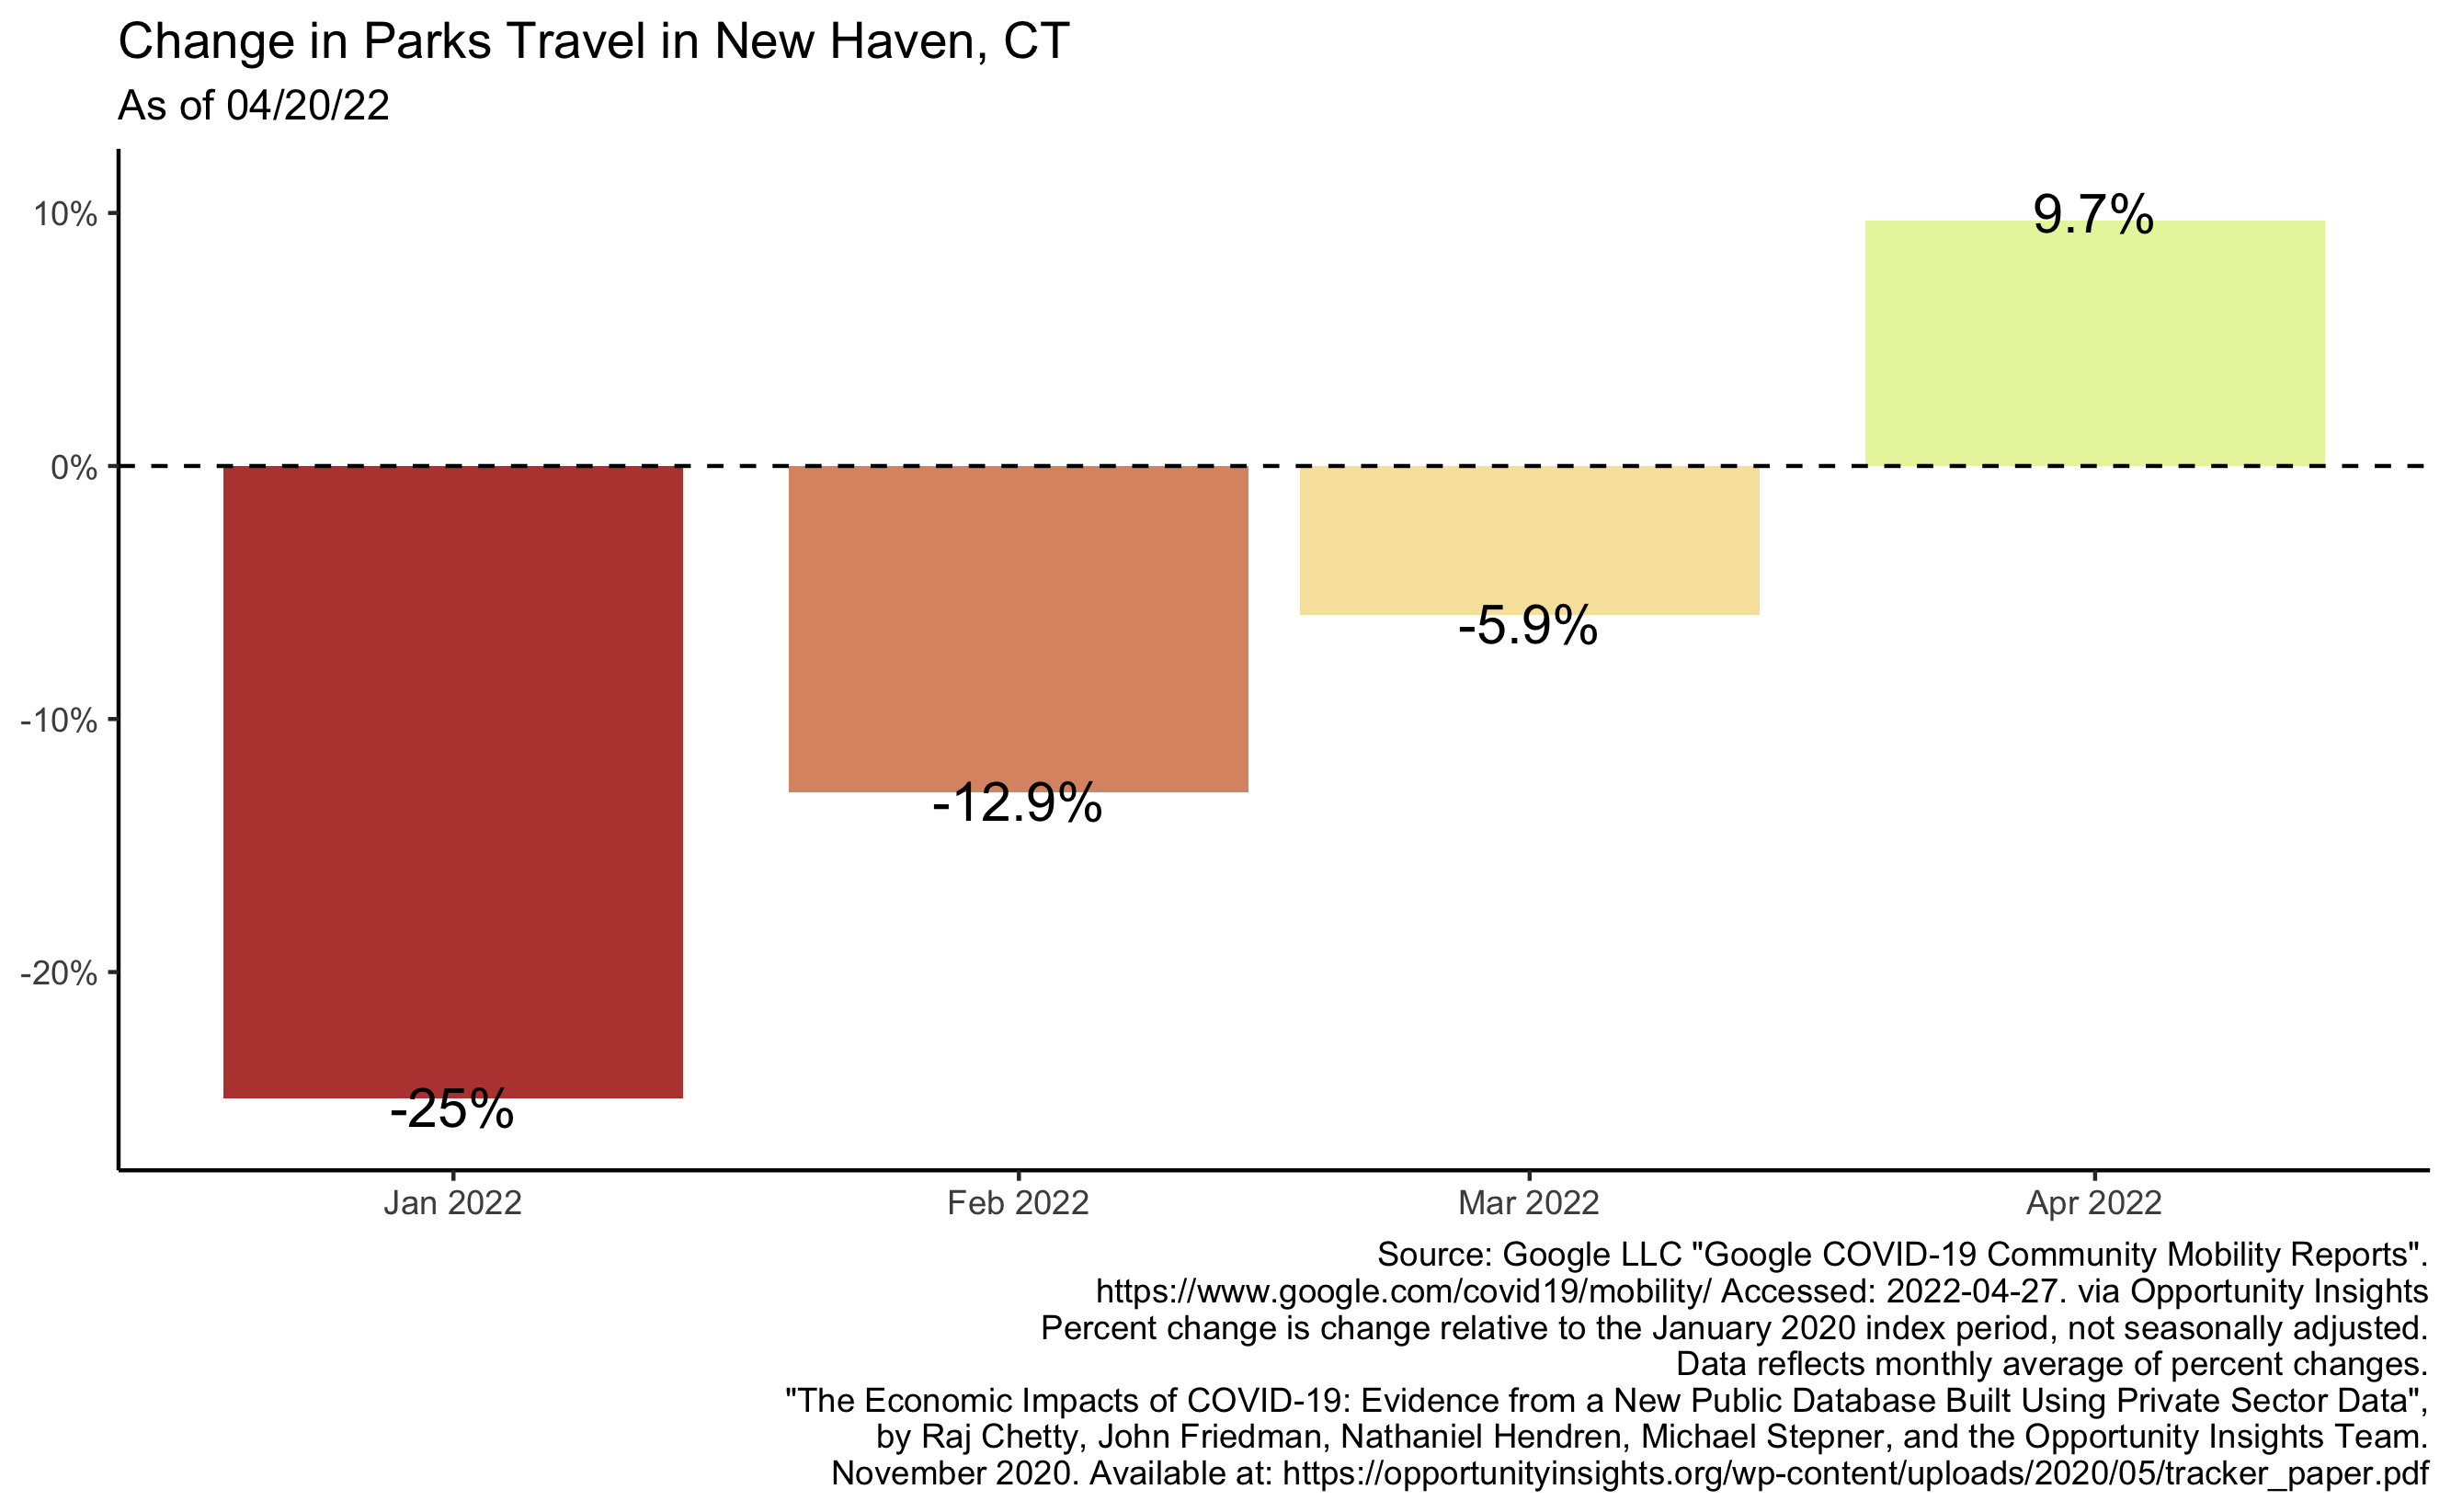 Change in Parks Travel in New Haven, CT
As of 04/20/22
10%
0%
-10%
-20%
9.7%
-5.9%
-12.9%
-25%
Jan 2022
Feb 2022
Mar 2022
Apr 2022
Source: Google LLC "Google COVID-19 Community Mobility Reports".
https://www.google.com/covid19/mobility/ Accessed: 2022-04-27. via Opportunity Insights
Percent change is change relative to the January 2020 index period, not seasonally adjusted.
Data reflects monthly average of percent changes.
"The Economic Impacts of COVID-19: Evidence from a New Public Database Built Using Private Sector Data",
by Raj Chetty, John Friedman, Nathaniel Hendren, Michael Stepner, and the Opportunity Insights Team.
November 2020. Available at: https://opportunityinsights.org/wp-content/uploads/2020/05/tracker_paper.pdf